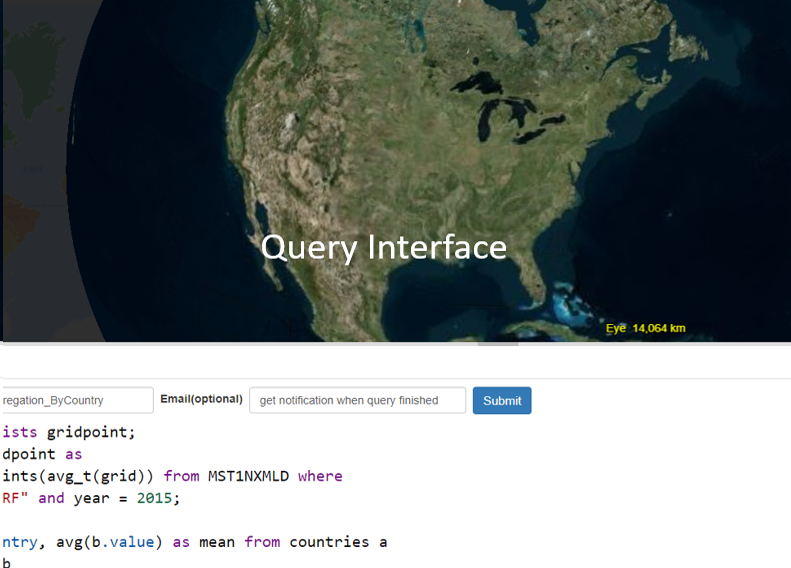 Query Interface
Eye 14,064 km
regation_ByCountry Email(optional) get notification when query finished Submit
ists gridpoint;
dpoint as
ints(avg_t(grid)) from MST1NXMLD where
RF" and year = 2015;
ntry, avg(b.value) as mean from countries a
b